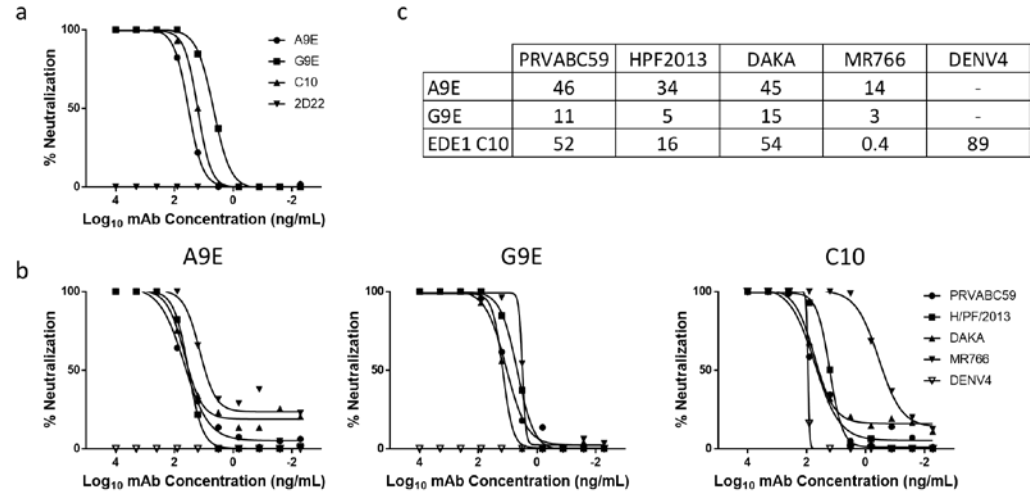 a
100
50
0
% Neutralization
4 2 0 -2
Log10 mAb Concentration (ng/mL)
A9E
G9E
C10
2D22
c
PRVABC59 HPF2013 DAKA MR766 DENV4
A9E 46 34 45 14 -
G9E 11 5 15 3 -
EDE1 C10 52 16 54 0.4 89
b
A9E
100
50
0
% Neutralization
4 2 0 -2
Log10 mAb Concentration (ng/mL)
G9E
100
50
0
% Neutralization
4 2 0 -2
Log10 mAb Concentration (ng/mL)
C10
100
50
0
% Neutralization
4 2 0 -2
Log10 mAb Concentration (ng/mL)
PRVABC59
H/PF/2013
DAKA
MR766
DENV4